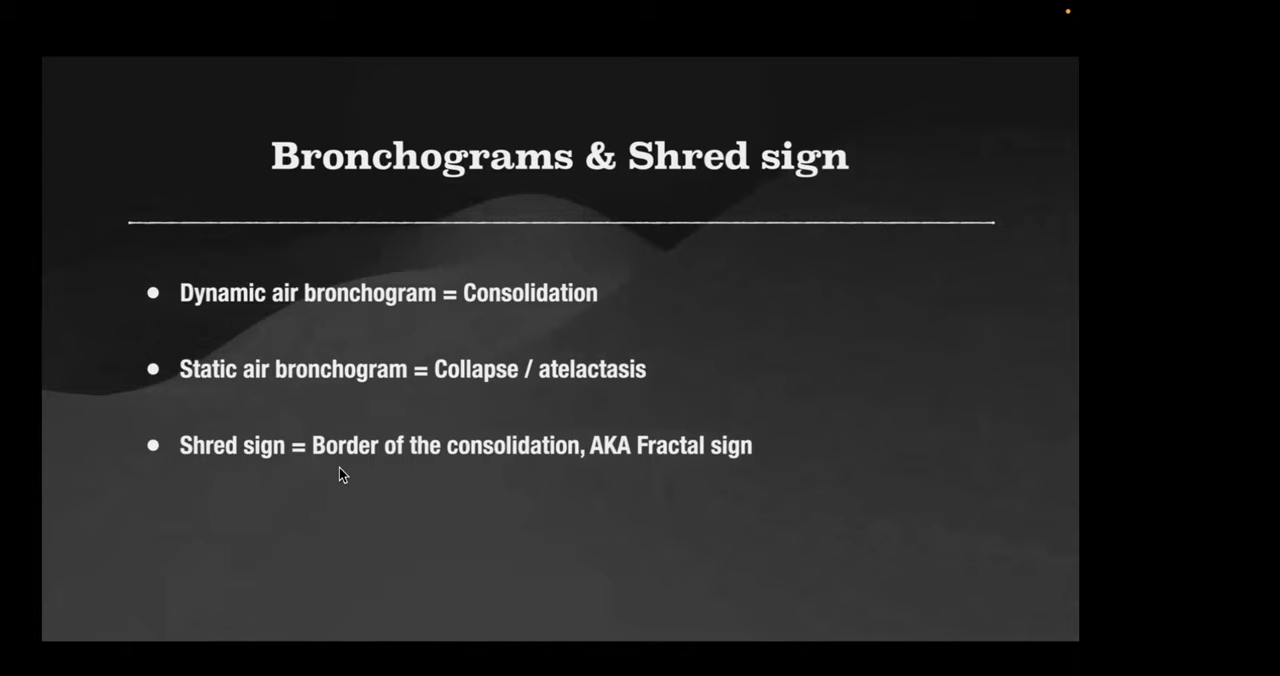 Bronchograms & Shred sign
Dynamic air bronchogram = Consolidation
Static air bronchogram = Collapse / atelactasis
Shred sign = Border of the consolidation, AKA Fractal sign